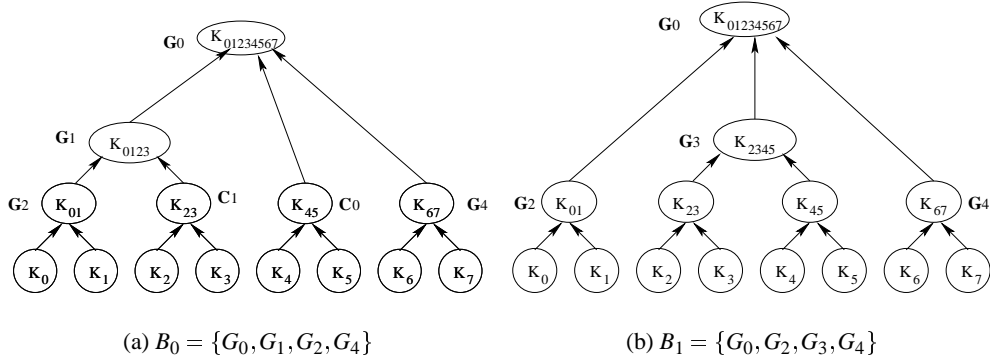 G0 K01234567
G1 K0123
G2 K01 K23 C1 K45 C0 K67 G4
K0 K1 K2 K3 K4 K5 K6 K7
(a) B0 = {G0, G1, G2, G4}
G0 K01234567
G3 K2345
G2 K01 K23 K45 K67 G4
K0 K1 K2 K3 K4 K5 K6 K7
(b) B1 = {G0, G2, G3, G4}